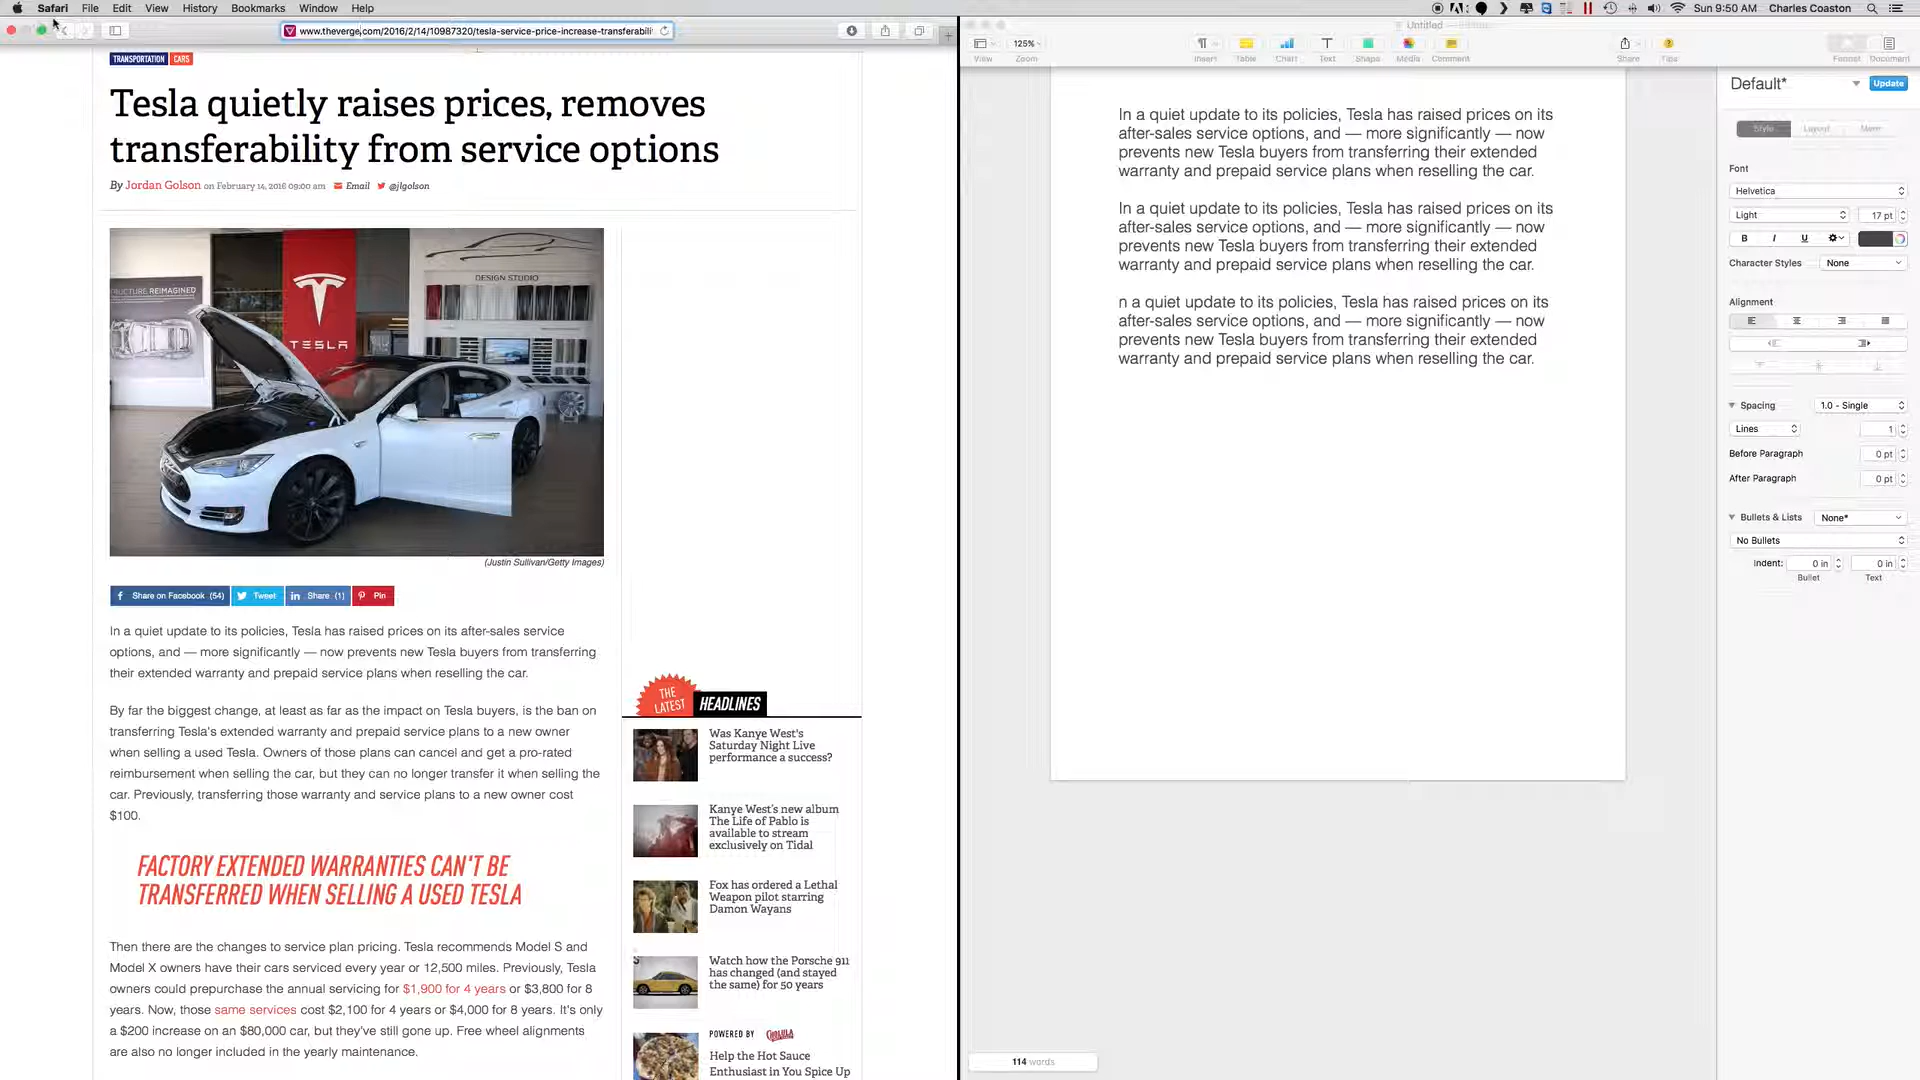 Safari File Edit View History Bookmarks Window Help
Sun 9:50 AM Charles Coaston
www.theverge.com/2016/2/14/10987320/tesla-service-price-increase-transferabili
TRANSPORTATION CARS
Tesla quietly raises prices, removes
transferability from service options
By Jordan Golson on February 14, 2016 09:00 am Email @jlgolson
STRUCTURE REIMAGINED
TESLA
DESIGN STUDIO
(Justin Sullivan/Getty Images)
Share on Facebook (54) Tweet Share (1) Pin
In a quiet update to its policies, Tesla has raised prices on its after-sales service
options, and — more significantly — now prevents new Tesla buyers from transferring
their extended warranty and prepaid service plans when reselling the car.
By far the biggest change, at least as far as the impact on Tesla buyers, is the ban on
transferring Tesla's extended warranty and prepaid service plans to a new owner
when selling a used Tesla. Owners of those plans can cancel and get a pro-rated
reimbursement when selling the car, but they can no longer transfer it when selling the
car. Previously, transferring those warranty and service plans to a new owner cost
$100.
FACTORY EXTENDED WARRANTIES CAN'T BE
TRANSFERRED WHEN SELLING A USED TESLA
Then there are the changes to service plan pricing. Tesla recommends Model S and
Model X owners have their cars serviced every year or 12,500 miles. Previously, Tesla
owners could prepurchase the annual servicing for $1,900 for 4 years or $3,800 for 8
years. Now, those same services cost $2,100 for 4 years or $4,000 for 8 years. It's only
a $200 increase on an $80,000 car, but they've still gone up. Free wheel alignments
are also no longer included in the yearly maintenance.
THE
LATEST
HEADLINES
Was Kanye West's
Saturday Night Live
performance a success?
Kanye West's new album
The Life of Pablo is
available to stream
exclusively on Tidal
Fox has ordered a Lethal
Weapon pilot starring
Damon Wayans
Watch how the Porsche 911
has changed (and stayed
the same) for 50 years
POWERED BY CHOLULA
Help the Hot Sauce
Enthusiast in You Spice Up
Untitled
125%
View Zoom Insert Table Chart Text Shape Media Comment Share Tips Format Document
In a quiet update to its policies, Tesla has raised prices on its
after-sales service options, and — more significantly — now
prevents new Tesla buyers from transferring their extended
warranty and prepaid service plans when reselling the car.
In a quiet update to its policies, Tesla has raised prices on its
after-sales service options, and — more significantly — now
prevents new Tesla buyers from transferring their extended
warranty and prepaid service plans when reselling the car.
n a quiet update to its policies, Tesla has raised prices on its
after-sales service options, and — more significantly — now
prevents new Tesla buyers from transferring their extended
warranty and prepaid service plans when reselling the car.
114 words
Default* Update
Style Layout More
Font
Helvetica
Light 17 pt
B I U
Character Styles None
Alignment
Spacing 1.0 - Single
Lines 1
Before Paragraph 0 pt
After Paragraph 0 pt
Bullets & Lists None*
No Bullets
Indent: 0 in 0 in
Bullet Text